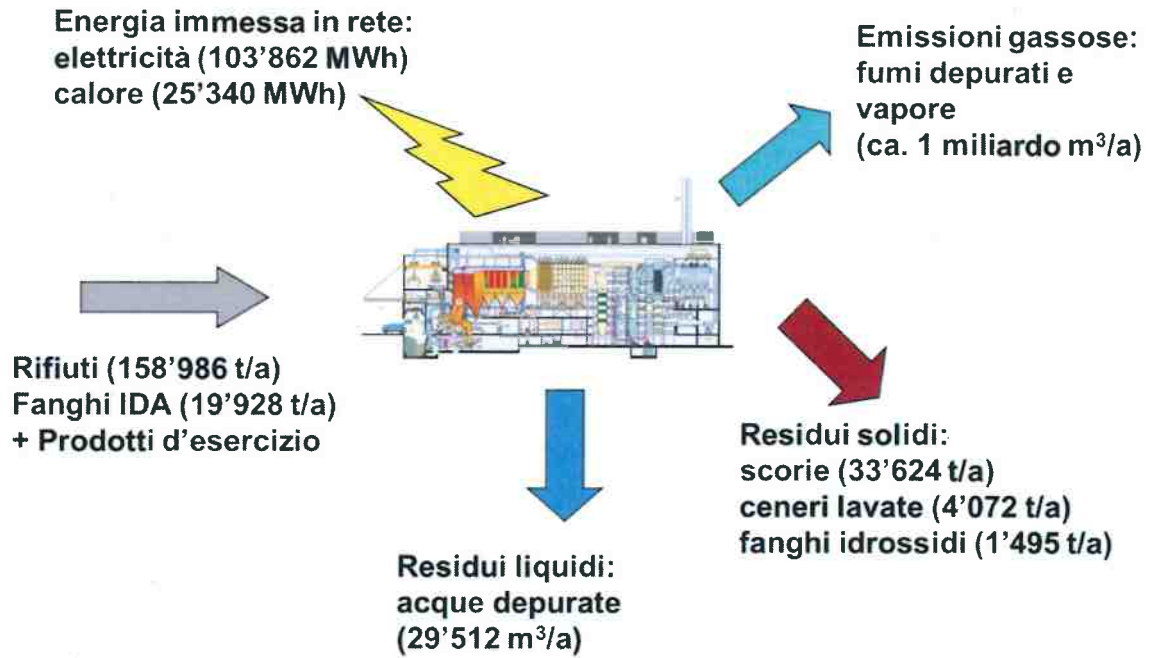 Energia immessa in rete:
elettricità (103’862 MWh)
calore (25’340 MWh)
Emissioni gassose:
fumi depurati e
vapore
(ca. 1 miliardo m³/a)
Rifiuti (158’986 t/a)
Fanghi IDA (19’928 t/a)
+ Prodotti d’esercizio
Residui solidi:
scorie (33’624 t/a)
ceneri lavate (4’072 t/a)
fanghi idrossidi (1’495 t/a)
Residui liquidi:
acque depurate
(29’512 m³/a)